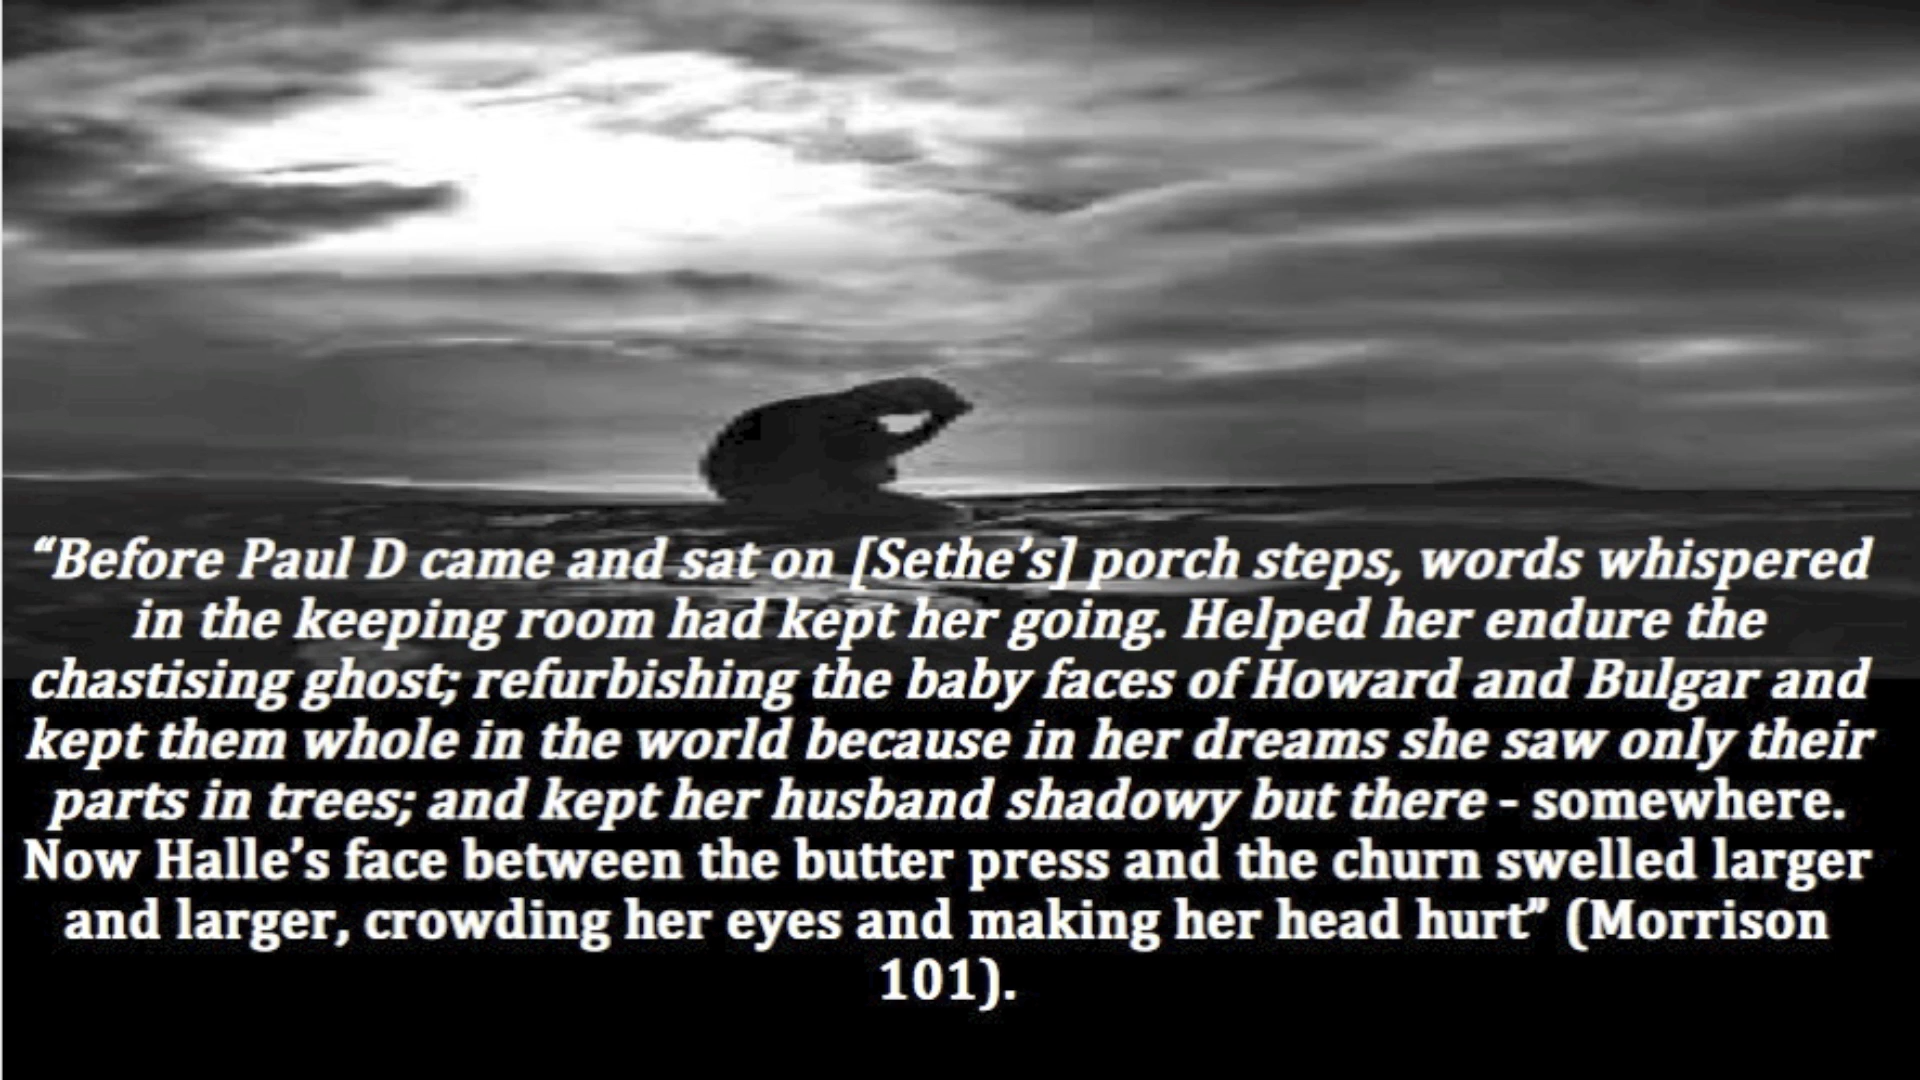 “Before Paul D came and sat on [Sethe’s] porch steps, words whispered
in the keeping room had kept her going. Helped her endure the
chastising ghost; refurbishing the baby faces of Howard and Bulgar and
kept them whole in the world because in her dreams she saw only their
parts in trees; and kept her husband shadowy but there - somewhere.
Now Halle’s face between the butter press and the churn swelled larger
and larger, crowding her eyes and making her head hurt” (Morrison
101).